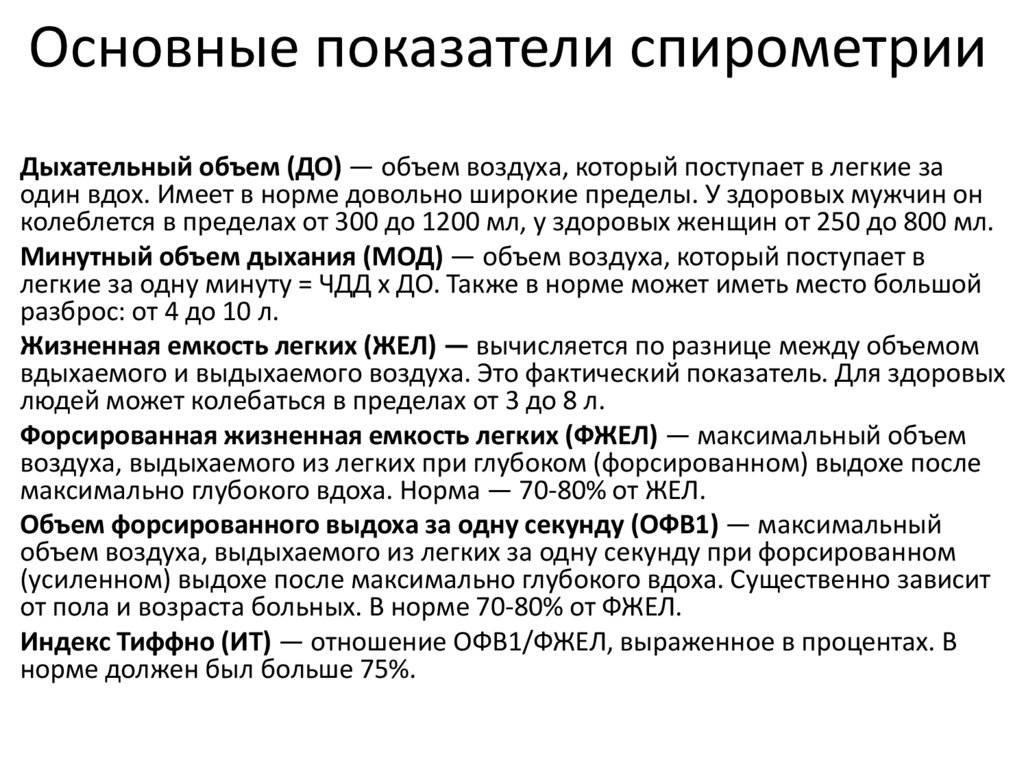 Основные показатели спирометрии
Дыхательный объем (ДО) — объем воздуха, который поступает в легкие за
один вдох. Имеет в норме довольно широкие пределы. У здоровых мужчин он
колеблется в пределах от 300 до 1200 мл, у здоровых женщин от 250 до 800 мл.
Минутный объем дыхания (МОД) — объем воздуха, который поступает в
легкие за одну минуту = ЧДД х ДО. Также в норме может иметь место большой
разброс: от 4 до 10 л.
Жизненная емкость легких (ЖЕЛ) — вычисляется по разнице между объемом
вдыхаемого и выдыхаемого воздуха. Это фактический показатель. Для здоровых
людей может колебаться в пределах от 3 до 8 л.
Форсированная жизненная емкость легких (ФЖЕЛ) — максимальный объем
воздуха, выдыхаемого из легких при глубоком (форсированном) выдохе после
максимально глубокого вдоха. Норма — 70-80% от ЖЕЛ.
Объем форсированного выдоха за одну секунду (ОФВ1) — максимальный
объем воздуха, выдыхаемого из легких за одну секунду при форсированном
(усиленном) выдохе после максимально глубокого вдоха. Существенно зависит
от пола и возраста больных. В норме 70-80% от ФЖЕЛ.
Индекс Тиффно (ИТ) — отношение ОФВ1/ФЖЕЛ, выраженное в процентах. В
норме должен был больше 75%.